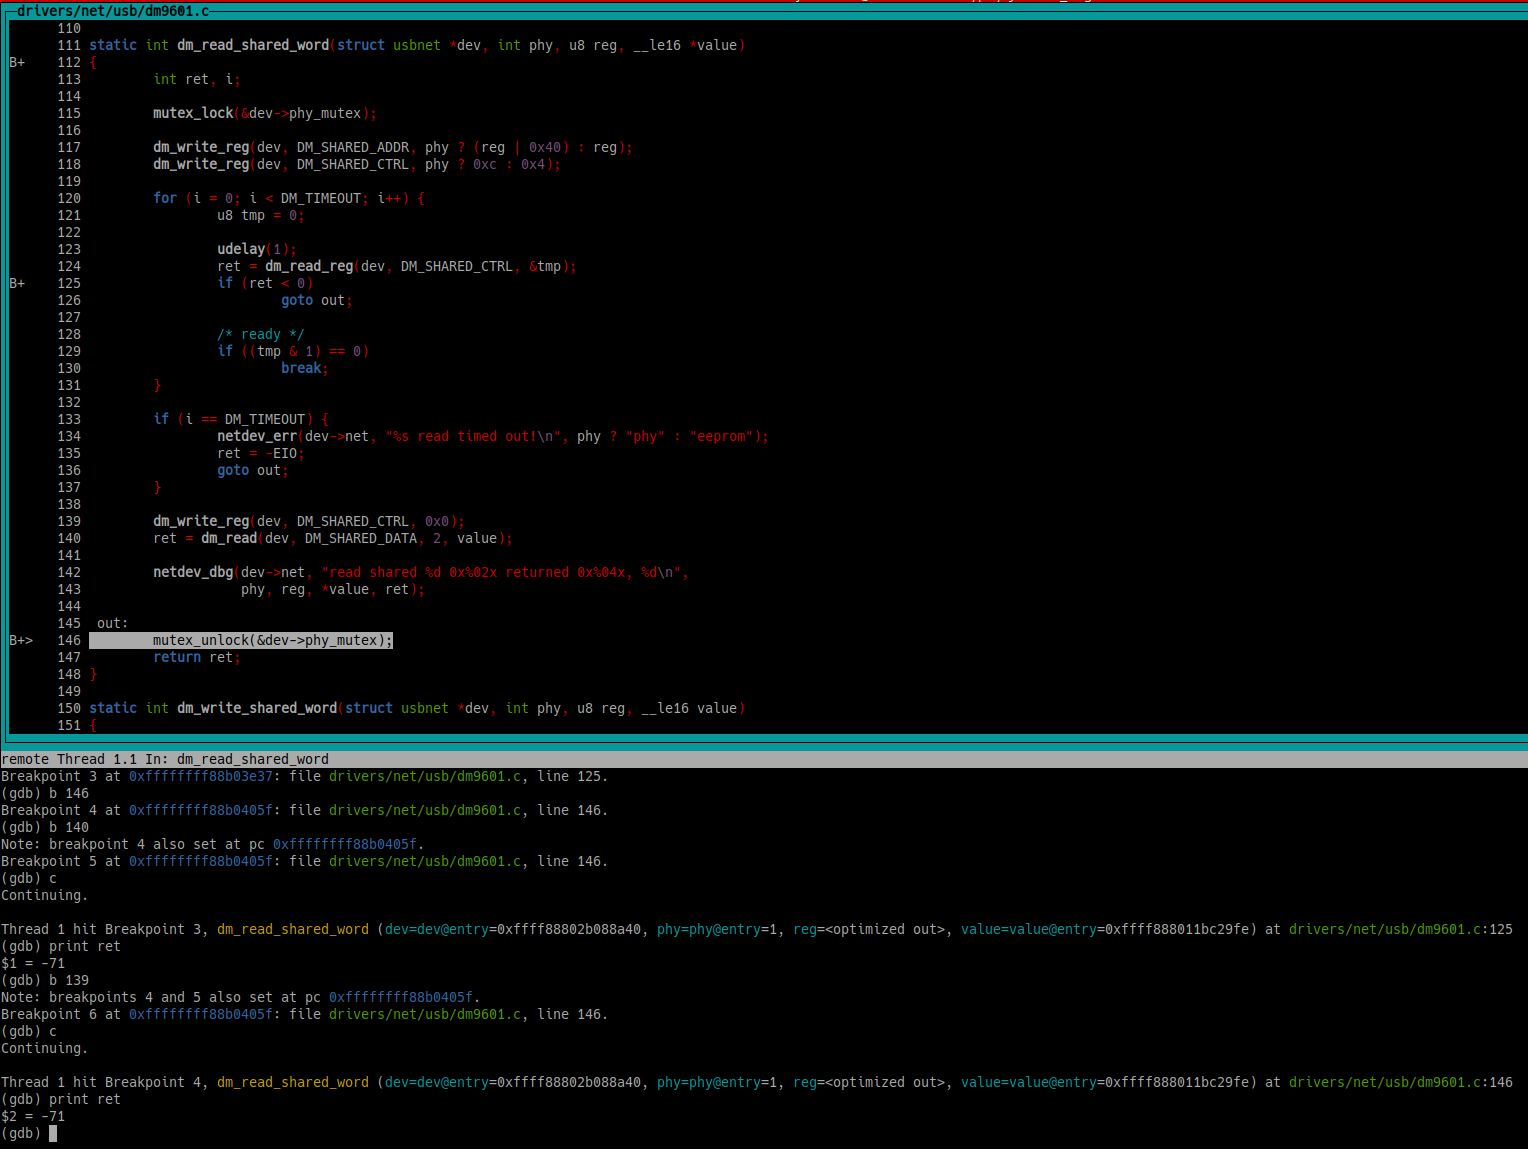 drivers/net/usb/dm9601.c
110
111 static int dm_read_shared_word(struct usbnet *dev, int phy, u8 reg, __le16 *value)
B+ 112 {
113 int ret, i;
114
115 mutex_lock(&dev->phy_mutex);
116
117 dm_write_reg(dev, DM_SHARED_ADDR, phy ? (reg | 0x40) : reg);
118 dm_write_reg(dev, DM_SHARED_CTRL, phy ? 0xc : 0x4);
119
120 for (i = 0; i < DM_TIMEOUT; i++) {
121 u8 tmp = 0;
122
123 udelay(1);
124 ret = dm_read_reg(dev, DM_SHARED_CTRL, &tmp);
B+ 125 if (ret < 0)
126 goto out;
127
128 /* ready */
129 if ((tmp & 1) == 0)
130 break;
131 }
132
133 if (i == DM_TIMEOUT) {
134 netdev_err(dev->net, "%s read timed out!\n", phy ? "phy" : "eeprom");
135 ret = -EIO;
136 goto out;
137 }
138
139 dm_write_reg(dev, DM_SHARED_CTRL, 0x0);
140 ret = dm_read(dev, DM_SHARED_DATA, 2, value);
141
142 netdev_dbg(dev->net, "read shared %d 0x%02x returned 0x%04x, %d\n",
143 phy, reg, *value, ret);
144
145 out:
B+> 146 mutex_unlock(&dev->phy_mutex);
147 return ret;
148 }
149
150 static int dm_write_shared_word(struct usbnet *dev, int phy, u8 reg, __le16 value)
151 {
remote Thread 1.1 In: dm_read_shared_word
Breakpoint 3 at 0xffffffff88b03e37: file drivers/net/usb/dm9601.c, line 125.
(gdb) b 146
Breakpoint 4 at 0xffffffff88b0405f: file drivers/net/usb/dm9601.c, line 146.
(gdb) b 140
Note: breakpoint 4 also set at pc 0xffffffff88b0405f.
Breakpoint 5 at 0xffffffff88b0405f: file drivers/net/usb/dm9601.c, line 146.
(gdb) c
Continuing.

Thread 1 hit Breakpoint 3, dm_read_shared_word (dev=dev@entry=0xffff88802b088a40, phy=phy@entry=1, reg=<optimized out>, value=value@entry=0xffff888011bc29fe) at drivers/net/usb/dm9601.c:125
(gdb) print ret
$1 = -71
(gdb) b 139
Note: breakpoints 4 and 5 also set at pc 0xffffffff88b0405f.
Breakpoint 6 at 0xffffffff88b0405f: file drivers/net/usb/dm9601.c, line 146.
(gdb) c
Continuing.

Thread 1 hit Breakpoint 4, dm_read_shared_word (dev=dev@entry=0xffff88802b088a40, phy=phy@entry=1, reg=<optimized out>, value=value@entry=0xffff888011bc29fe) at drivers/net/usb/dm9601.c:146
(gdb) print ret
$2 = -71
(gdb)